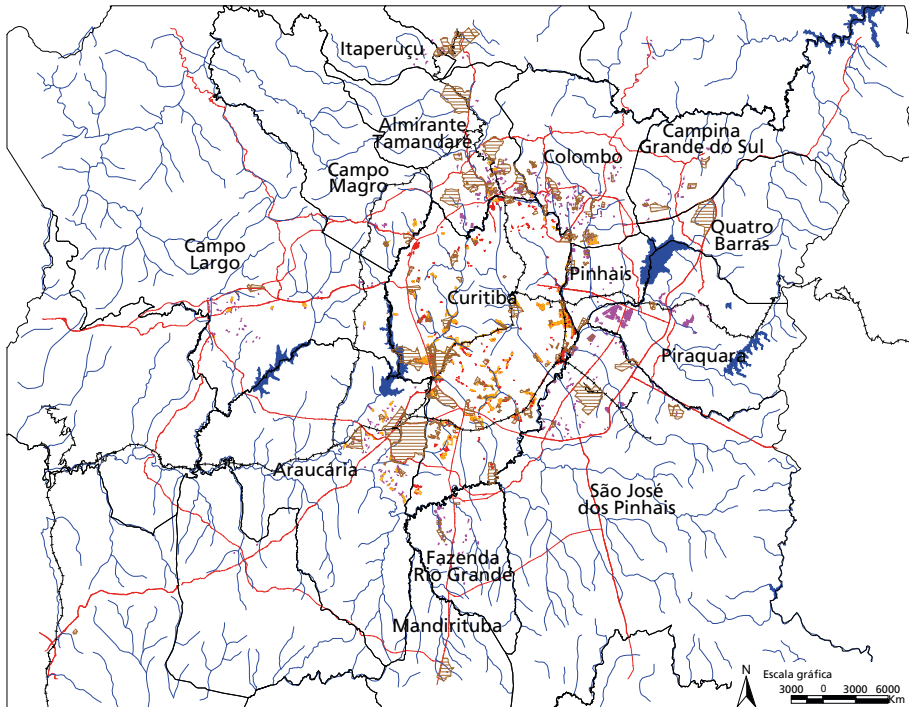 Itaperuçu
Almirante
Tamandaré
Campina
Grande do Sul
Colombo
Campo
Magro
Quatro
Barras
Campo
Largo
Pinhais
Curitiba
Piraquara
Araucária
São José
dos Pinhais
Fazenda
Rio Grande
Mandirituba
N
Escala gráfica
3000 0 3000 6000
Km